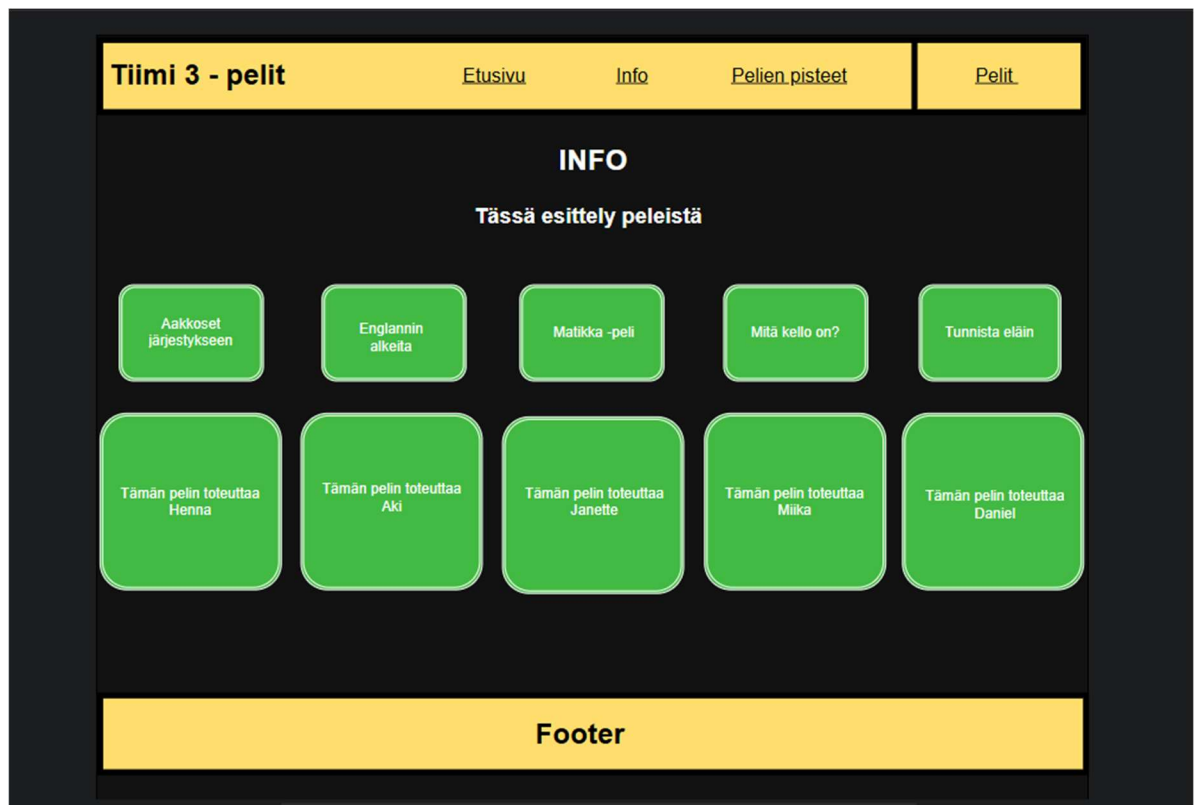 Tiimi 3 - pelit
Etusivu
Info
Pelien pisteet
Pelit
INFO
Tässä esittely peleistä
Aakkoset
järjestykseen
Englannin
alkeita
Matikka -peli
Mitä kello on?
Tunnista eläin
Tämän pelin toteuttaa
Henna
Tämän pelin toteuttaa
Aki
Tämän pelin toteuttaa
Janette
Tämän pelin toteuttaa
Miika
Tämän pelin toteuttaa
Daniel
Footer